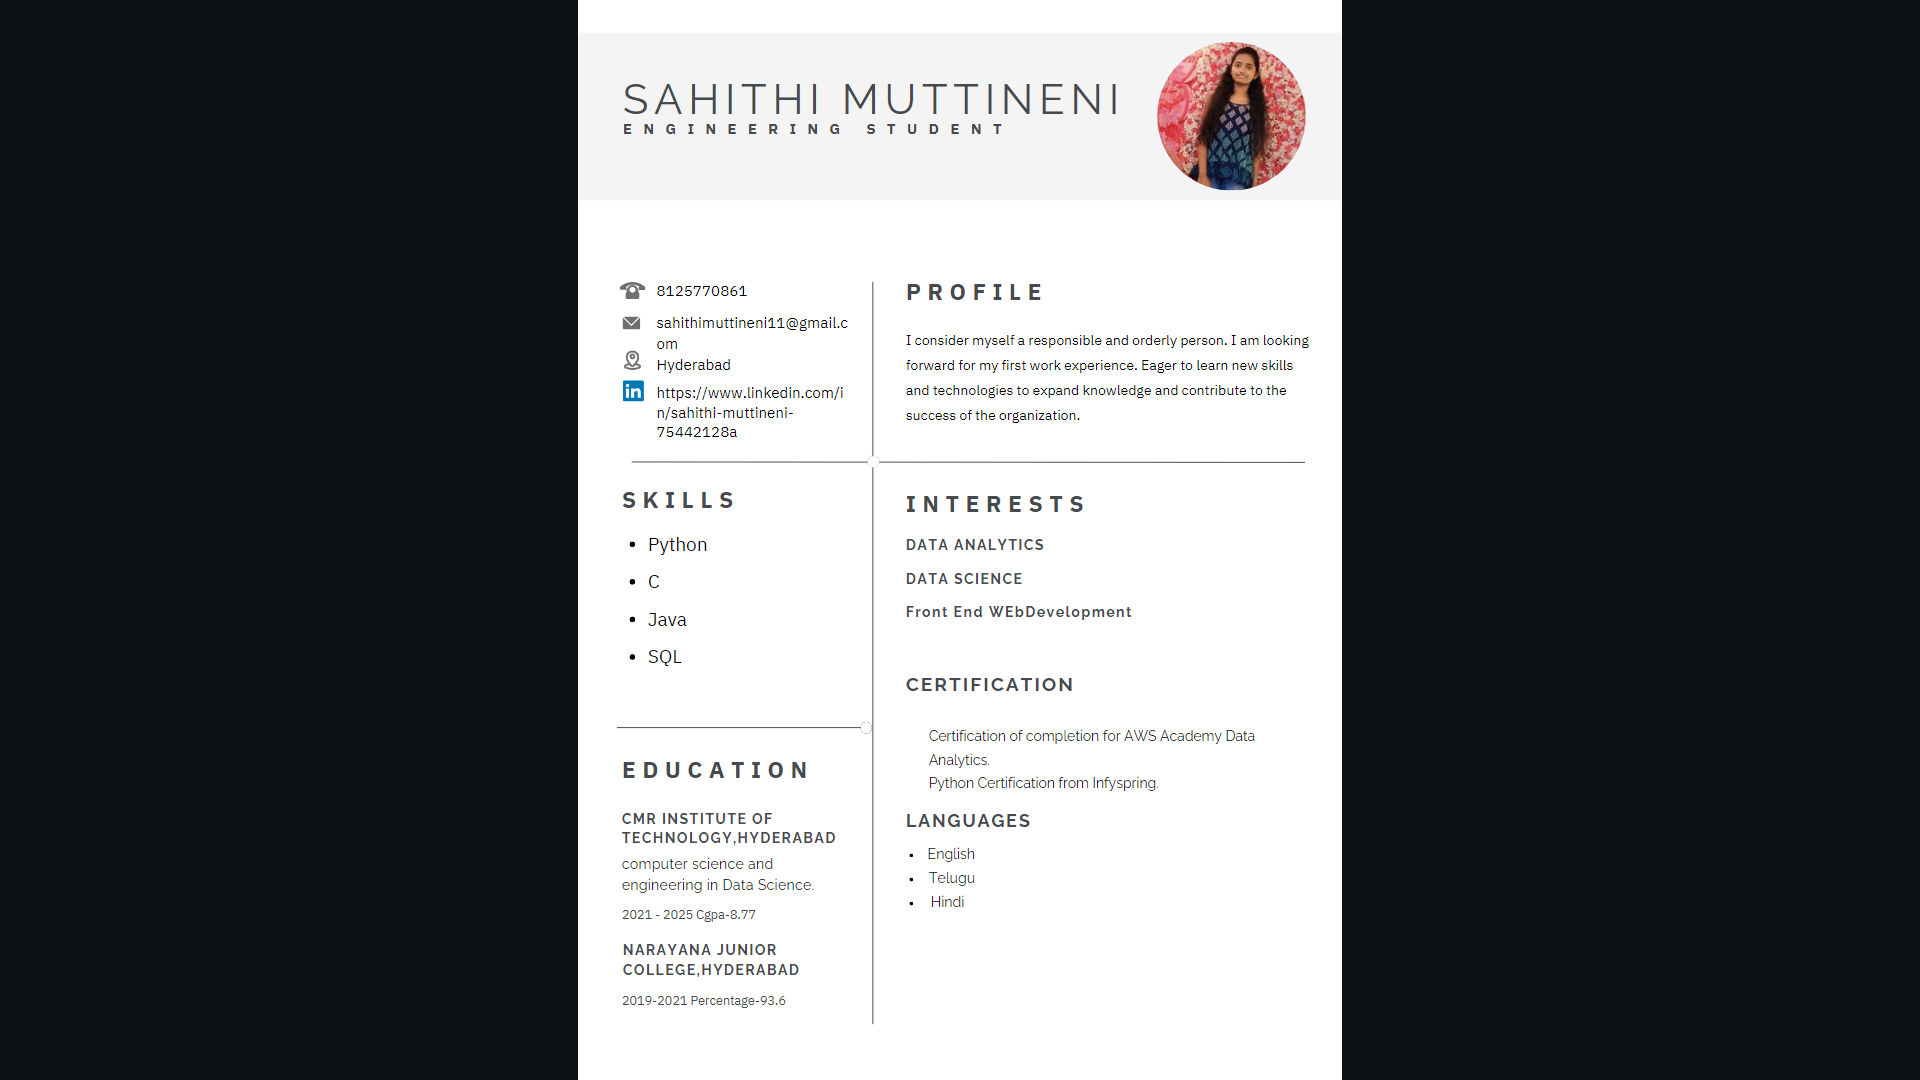 SAHITHI MUTTINENI
ENGINEERING STUDENT
8125770861
sahithimuttineni11@gmail.c
om
Hyderabad
in
https://www.linkedin.com/i
n/sahithi-muttineni-
75442128a
PROFILE
I consider myself a responsible and orderly person. I am looking
forward for my first work experience. Eager to learn new skills
and technologies to expand knowledge and contribute to the
success of the organization.
SKILLS
• Python
• C
• Java
• SQL
EDUCATION
CMR INSTITUTE OF
TECHNOLOGY,HYDERABAD
computer science and
engineering in Data Science.
2021 - 2025 Cgpa-8.77
NARAYANA JUNIOR
COLLEGE,HYDERABAD
2019-2021 Percentage-93.6
INTERESTS
DATA ANALYTICS
DATA SCIENCE
Front End WEbDevelopment
CERTIFICATION
Certification of completion for AWS Academy Data
Analytics.
Python Certification from Infyspring.
LANGUAGES
• English
• Telugu
• Hindi